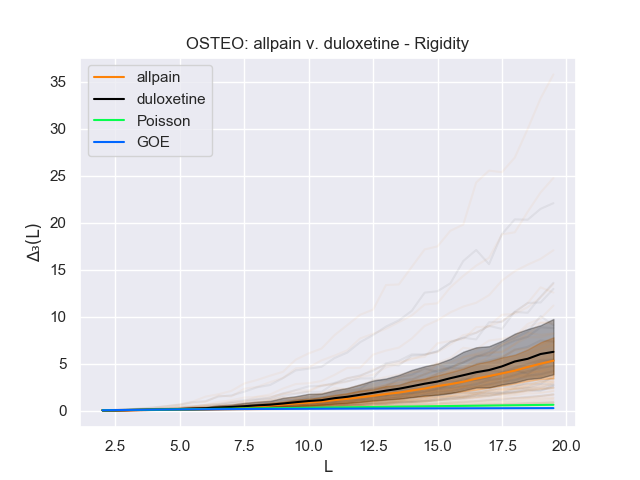 OSTEO: allpain v. duloxetine - Rigidity
allpain
duloxetine
Poisson
GOE
Δ₃(L)
35
30
25
20
15
10
5
0
2.5 5.0 7.5 10.0 12.5 15.0 17.5 20.0
L